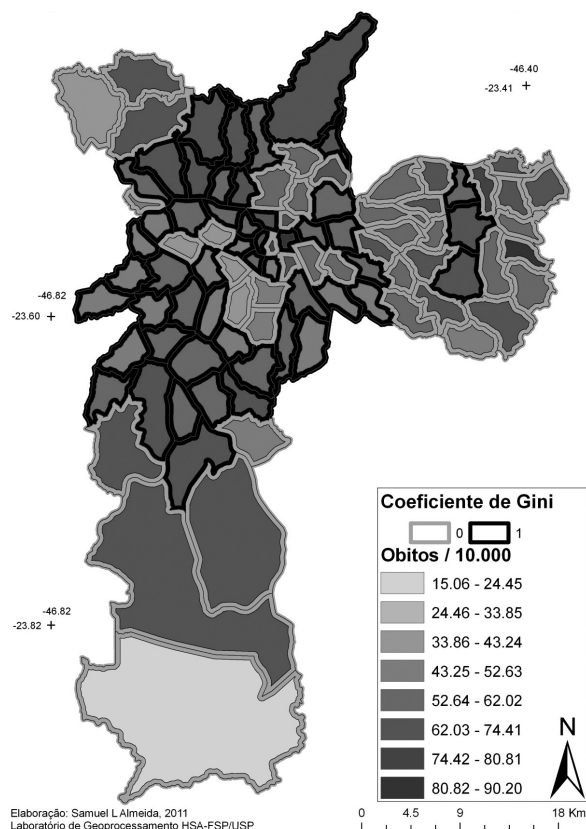 -46.40
-23.41 +
-46.82
-23.60 +
Coeficiente de Gini
0 1
Obitos / 10.000
15.06 - 24.45
24.46 - 33.85
33.86 - 43.24
43.25 - 52.63
52.64 - 62.02
62.03 - 74.41
74.42 - 80.81
80.82 - 90.20
-46.82
-23.82 +
N
Elaboração: Samuel L Almeida, 2011
Laboratório de Geoprocessamento HSA-FSP/USP
0 4.5 9 18 Km